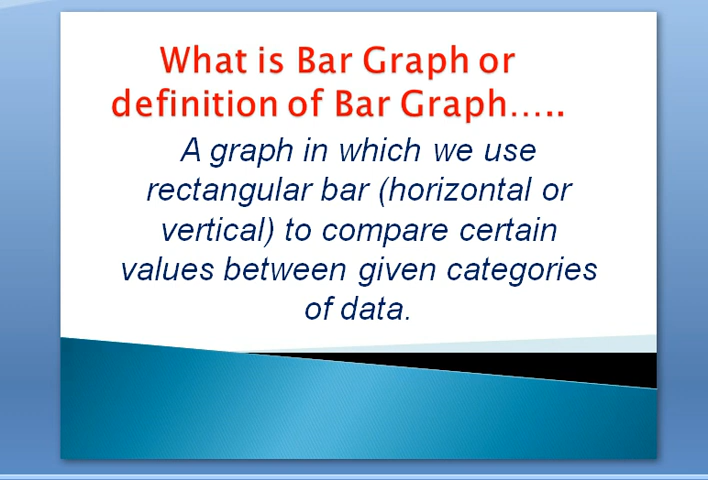 What is Bar Graph or
definition of Bar Graph…..
A graph in which we use
rectangular bar (horizontal or
vertical) to compare certain
values between given categories
of data.